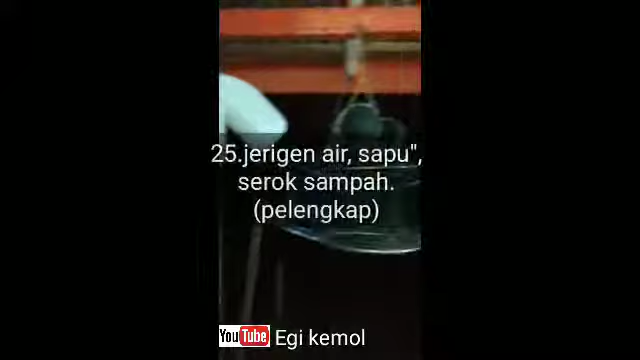 25.jerigen air, sapu",
serok sampah.
(pelengkap)
YouTube Egi kemol